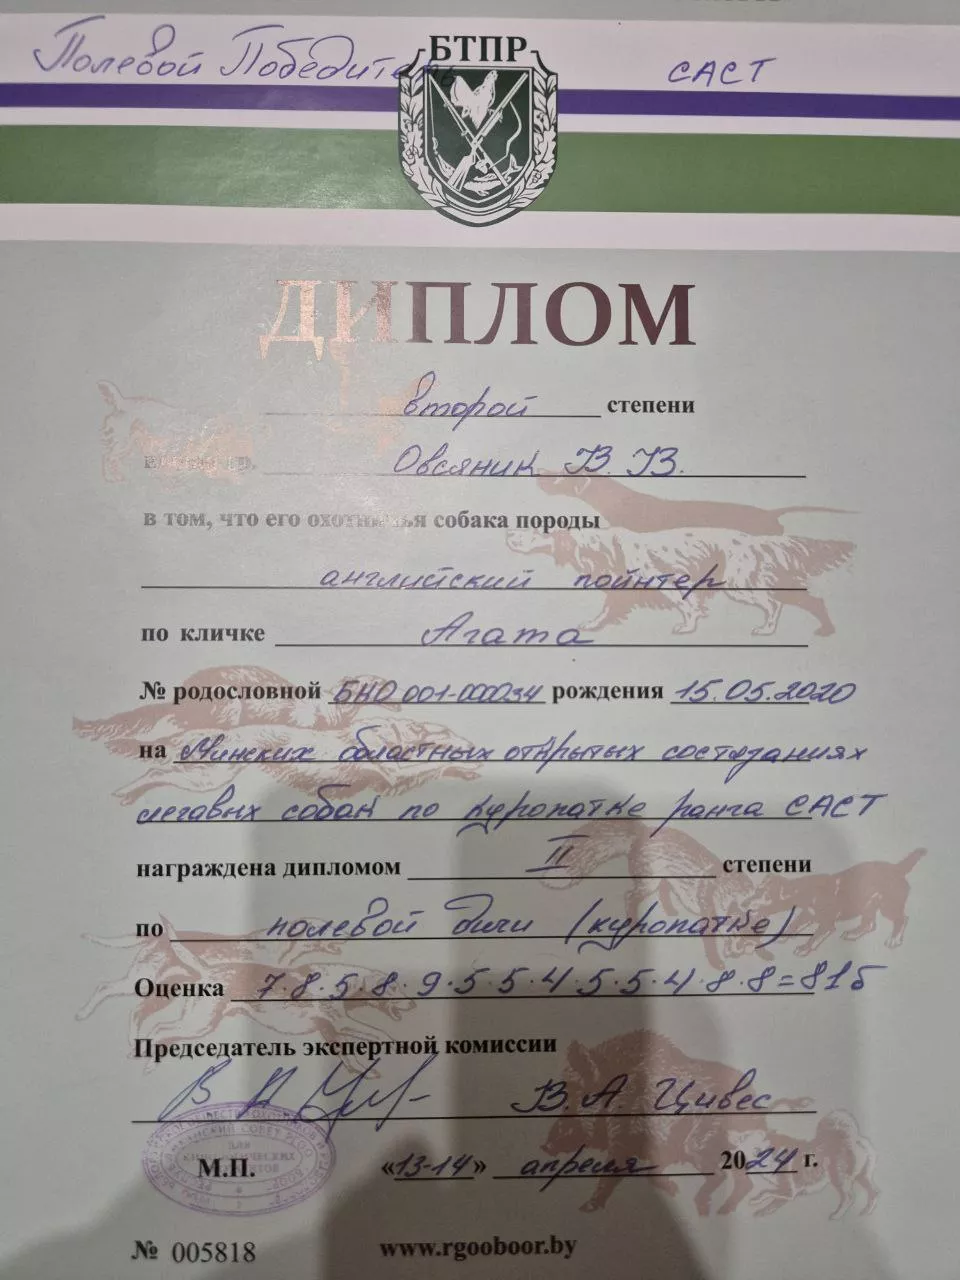 Полевой Победитель САСТ
БТПР
ДИПЛОМ
второй степени
Овсяник В. В.
в том, что его охотничья собака породы
английский пойнтер
по кличке Агата
№ родословной БНО 001-000034 рождения 15.05.2020
на Минских областных открытых состязаниях
легавых собак по куропатке ранга САСТ
награждена дипломом II степени
по полевой дичи (куропатке)
Оценка 7·8·5·8·9·5·5·4·5·5·4·8·8=81б
Председатель экспертной комиссии
В. А. Цивес
М.П. «13-14» апреля 2024 г.
№ 005818 www.rgooboor.by